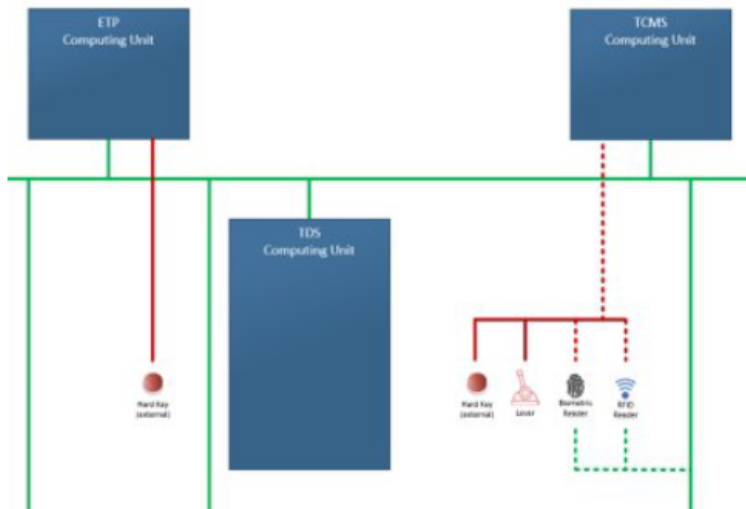 ETP
Computing Unit
TCMS
Computing Unit
TDS
Computing Unit
Hard Key
(external)
Hard Key
(external)
Lever
Biometric
Reader
RFID
Reader